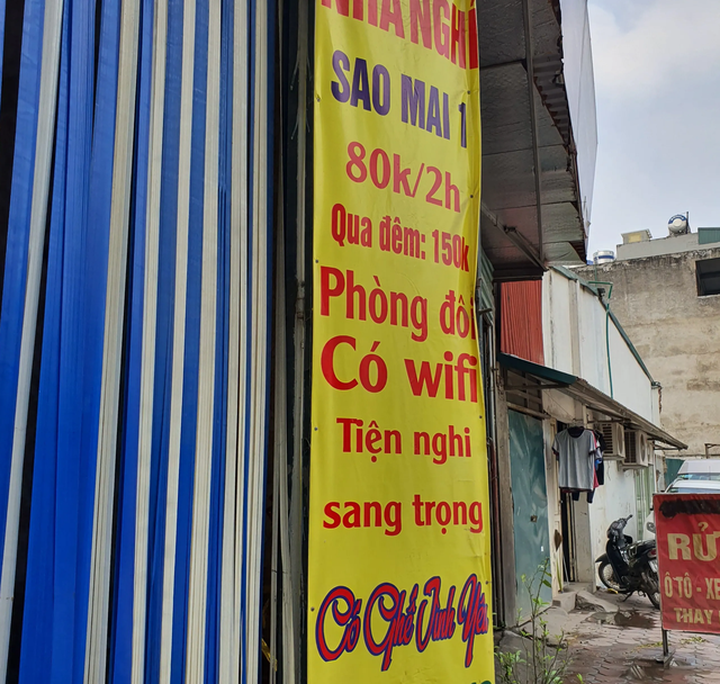 NHÀ NGHỈ
SAO MAI 1
80k/2h
Qua đêm: 150k
Phòng đôi
Có wifi
Tiện nghi
sang trọng
Có Ghế Tình Yêu
RỬ
Ô TÔ - XE
THAY